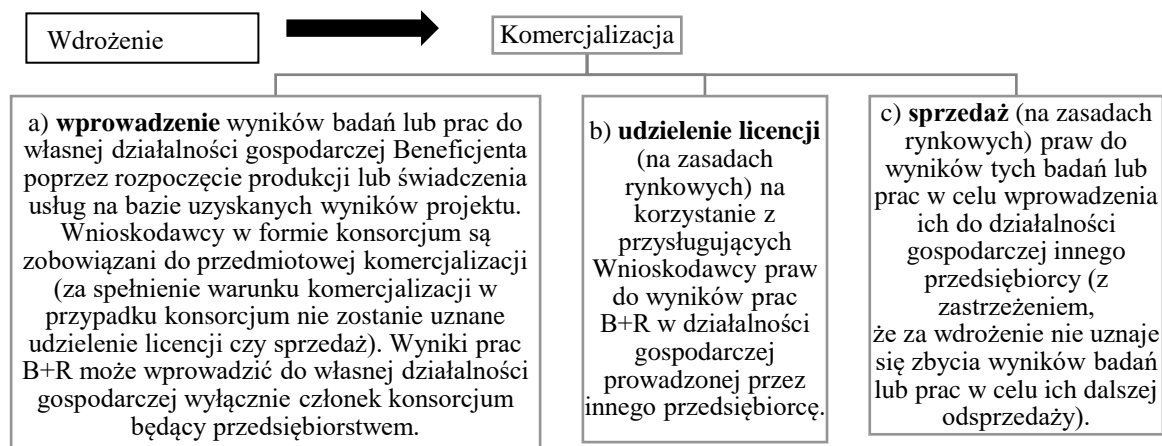 Wdrożenie
Komercjalizacja
a) wprowadzenie wyników badań lub prac do
własnej działalności gospodarczej Beneficjenta
poprzez rozpoczęcie produkcji lub świadczenia
usług na bazie uzyskanych wyników projektu.
Wnioskodawcy w formie konsorcjum są
zobowiązani do przedmiotowej komercjalizacji
(za spełnienie warunku komercjalizacji w
przypadku konsorcjum nie zostanie uznane
udzielenie licencji czy sprzedaż). Wyniki prac
B+R może wprowadzić do własnej działalności
gospodarczej wyłącznie członek konsorcjum
będący przedsiębiorstwem.
b) udzielenie licencji
(na zasadach
rynkowych) na
korzystanie z
przysługujących
Wnioskodawcy praw
do wyników prac
B+R w działalności
gospodarczej
prowadzonej przez
innego przedsiębiorcę.
c) sprzedaż (na zasadach
rynkowych) praw do
wyników tych badań lub
prac w celu wprowadzenia
ich do działalności
gospodarczej innego
przedsiębiorcy (z
zastrzeżeniem,
że za wdrożenie nie uznaje
się zbycia wyników badań
lub prac w celu ich dalszej
odsprzedaży).